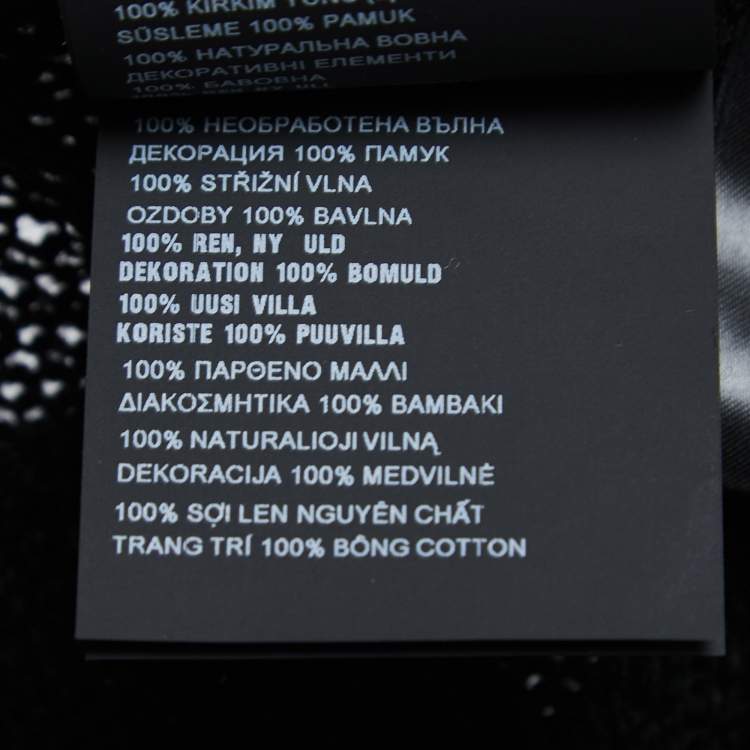 100% KIRKIM YÜNÜ
SÜSLEME 100% PAMUK
100% НАТУРАЛЬНА ВОВНА
ДЕКОРАТИВНІ ЕЛЕМЕНТИ
100% БАВОВНА
100% НЕОБРАБОТЕНА ВЪЛНА
ДЕКОРАЦИЯ 100% ПАМУК
100% STŘIŽNÍ VLNA
OZDOBY 100% BAVLNA
100% REN, NY ULD
DEKORATION 100% BOMULD
100% UUSI VILLA
KORISTE 100% PUUVILLA
100% ΠΑΡΘΕΝΟ ΜΑΛΛΙ
ΔΙΑΚΟΣΜΗΤΙΚΑ 100% ΒΑΜΒΑΚΙ
100% NATURALIOJI VILNĄ
DEKORACIJA 100% MEDVILNĖ
100% SỢI LEN NGUYÊN CHẤT
TRANG TRÍ 100% BÔNG COTTON